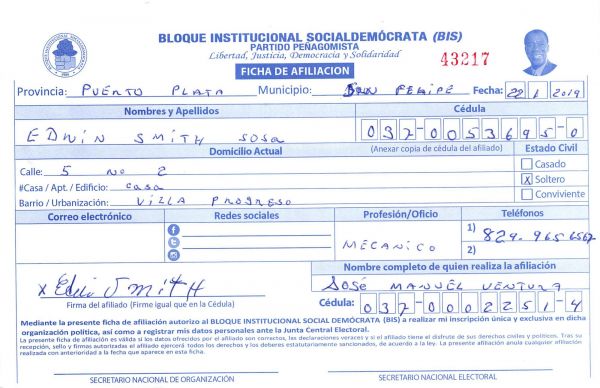 BLOQUE INSTITUCIONAL SOCIALDEMÓCRATA (BIS)
PARTIDO PEÑAGOMISTA
Libertad, Justicia, Democracia y Solidaridad
FICHA DE AFILIACION
43217
Provincia: PUERTO PLATA Municipio: SAN FELIPE Fecha: 22 1 2019
Nombres y Apellidos Cédula
EDWIN SMITH SOSA 037-0053695-0
Domicilio Actual (Anexar copia de cédula del afiliado) Estado Civil
Calle: 5 Nº 2 Casado
#Casa / Apt. / Edificio: casa X Soltero
Barrio / Urbanización: VILLA PROGRESO Conviviente
Correo electrónico Redes sociales Profesión/Oficio Teléfonos
MECANICO 1) 829-965-6567
2)
Nombre completo de quien realiza la afiliación
x Edwin SMITH JOSÉ MANUEL VENTURA
Firma del afiliado (Firme igual que en la Cédula) Cédula: 037-0002251-4
Mediante la presente ficha de afiliación autorizo al BLOQUE INSTITUCIONAL SOCIAL DEMÓCRATA (BIS) a realizar mi inscripción única y exclusiva en dicha
organización política, así como a registrar mis datos personales ante la Junta Central Electoral.
La presente ficha de afiliación es válida si los datos ofrecidos por el afiliado son correctos, las declaraciones veraces y si el afiliado tiene el disfrute de sus derechos civiles y políticos. Tras su
recepción, sello y firmas autorizadas el afiliado ejercerá todos los derechos y los deberes estatutariamente sancionados, de acuerdo a la ley. La presente afiliación anula cualquier afiliación
realizada con anterioridad a la fecha que aparece en esta ficha.
SECRETARIO NACIONAL DE ORGANIZACIÓN SECRETARIO NACIONAL ELECTORAL